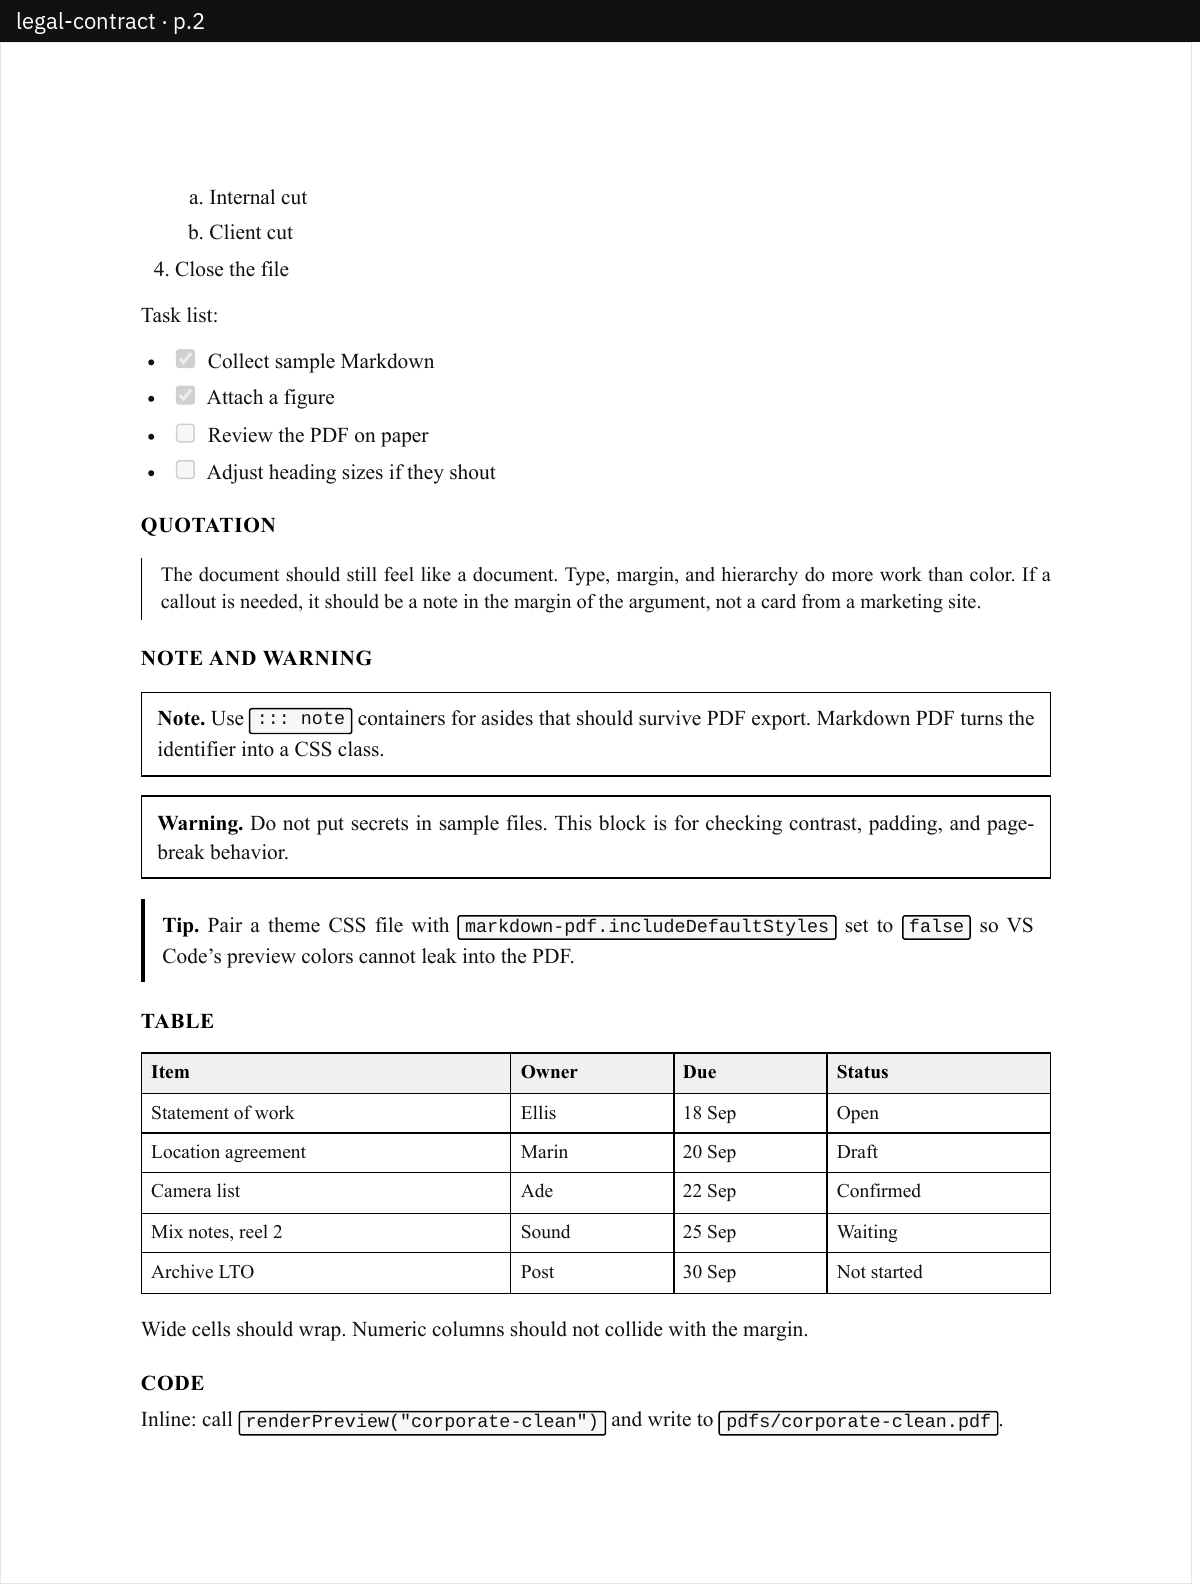 legal-contract · p.2
a. Internal cut
b. Client cut
4. Close the file
Task list:
• Collect sample Markdown
• Attach a figure
• Review the PDF on paper
• Adjust heading sizes if they shout
QUOTATION
The document should still feel like a document. Type, margin, and hierarchy do more work than color. If a
callout is needed, it should be a note in the margin of the argument, not a card from a marketing site.
NOTE AND WARNING
Note. Use ::: note containers for asides that should survive PDF export. Markdown PDF turns the
identifier into a CSS class.
Warning. Do not put secrets in sample files. This block is for checking contrast, padding, and page-
break behavior.
Tip. Pair a theme CSS file with markdown-pdf.includeDefaultStyles set to false so VS
Code’s preview colors cannot leak into the PDF.
TABLE
Item Owner Due Status
Statement of work Ellis 18 Sep Open
Location agreement Marin 20 Sep Draft
Camera list Ade 22 Sep Confirmed
Mix notes, reel 2 Sound 25 Sep Waiting
Archive LTO Post 30 Sep Not started
Wide cells should wrap. Numeric columns should not collide with the margin.
CODE
Inline: call renderPreview("corporate-clean") and write to pdfs/corporate-clean.pdf.